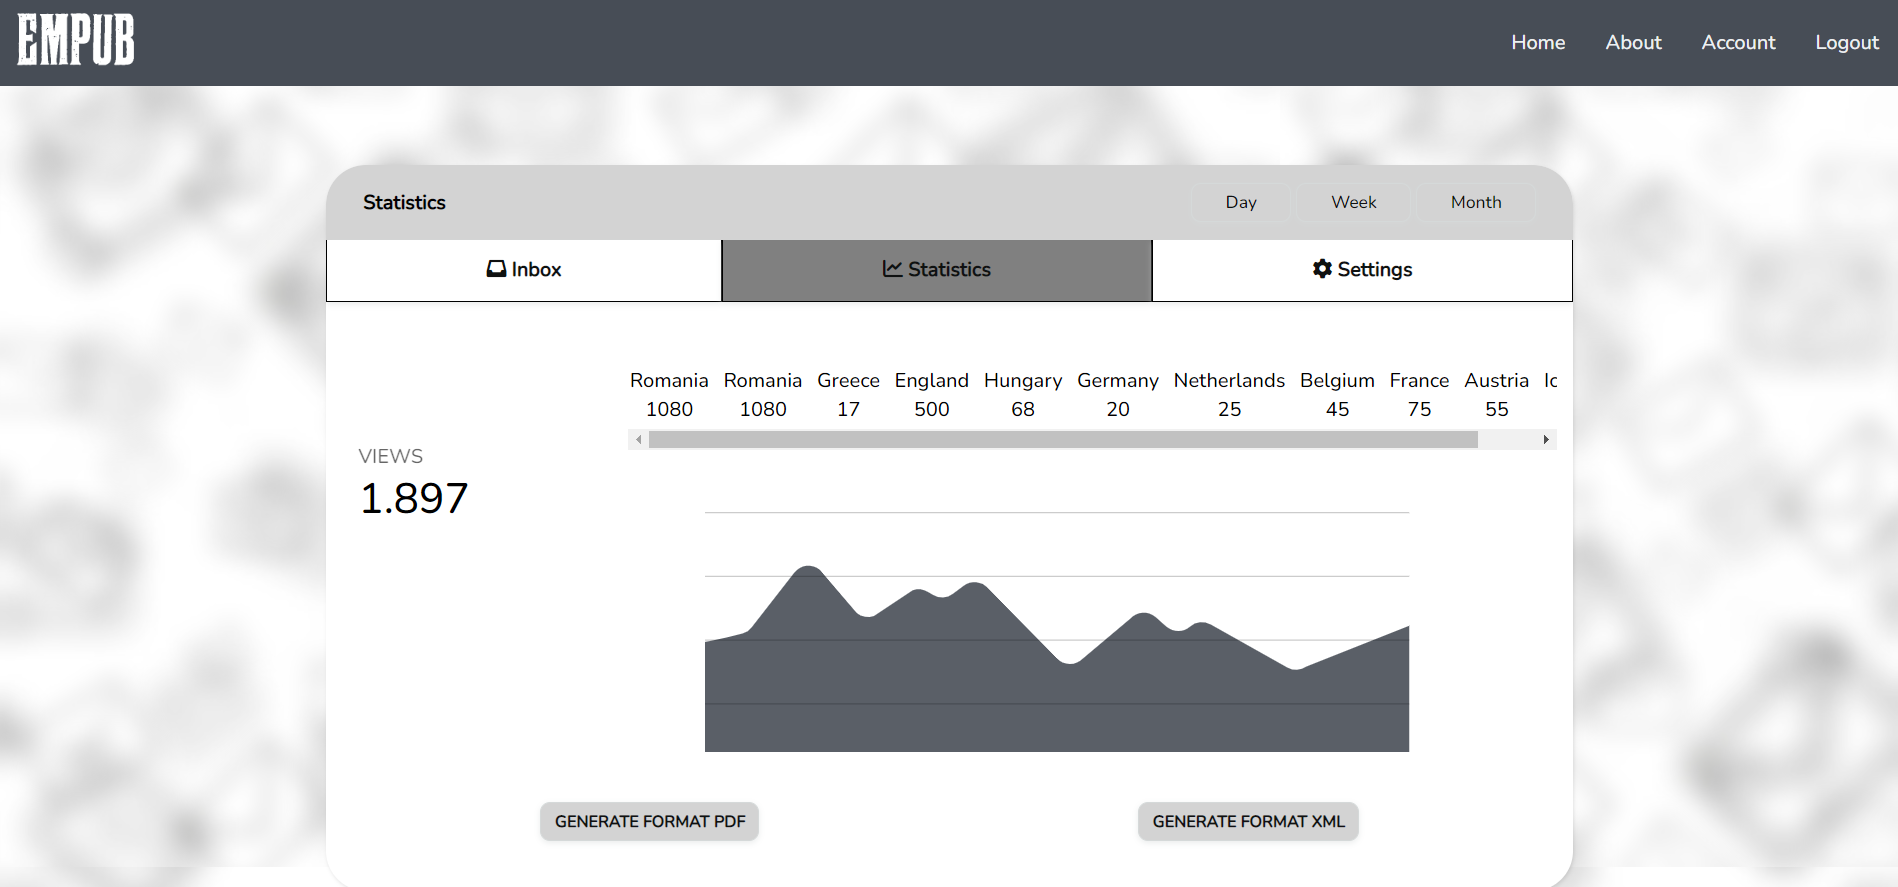 EMPUB
Home About Account Logout
Statistics
Day Week Month
Inbox Statistics Settings
Romania Romania Greece England Hungary Germany Netherlands Belgium France Austria
1080 1080 17 500 68 20 25 45 75 55
VIEWS
1.897
GENERATE FORMAT PDF GENERATE FORMAT XML